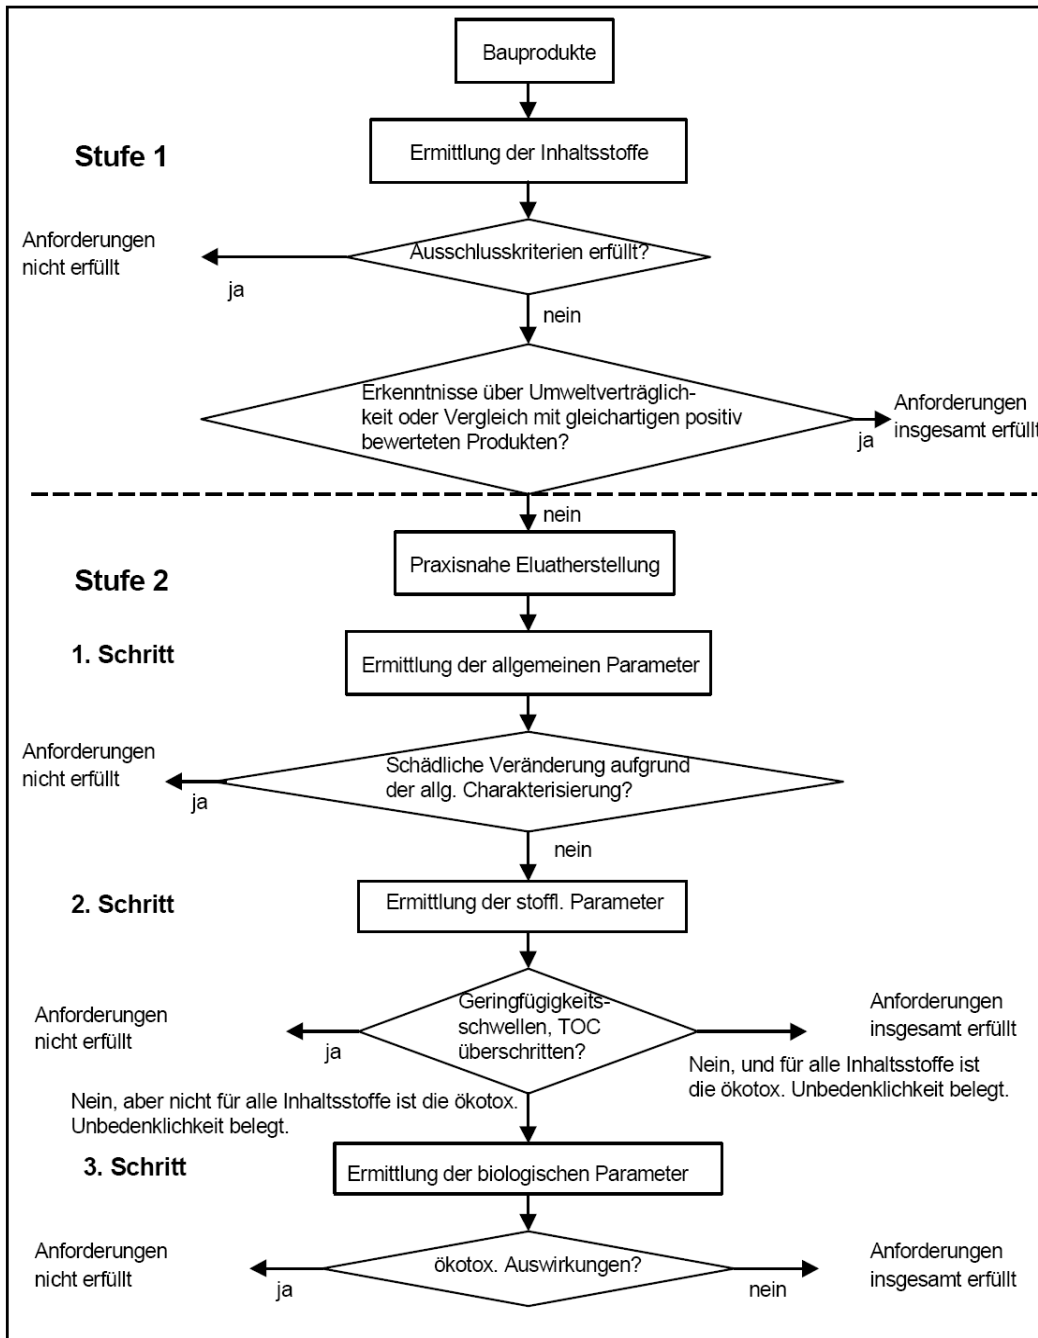 Bauprodukte
Stufe 1
Ermittlung der Inhaltsstoffe
Anforderungen
nicht erfüllt
Ausschlusskriterien erfüllt?
ja
nein
Erkenntnisse über Umweltverträglich-
keit oder Vergleich mit gleichartigen positiv
bewerteten Produkten?
Anforderungen
insgesamt erfüllt
ja
nein
Praxisnahe Eluatherstellung
Stufe 2
1. Schritt
Ermittlung der allgemeinen Parameter
Anforderungen
nicht erfüllt
Schädliche Veränderung aufgrund
der allg. Charakterisierung?
ja
nein
2. Schritt
Ermittlung der stoffl. Parameter
Anforderungen
nicht erfüllt
Geringfügigkeits-
schwellen, TOC
überschritten?
Anforderungen
insgesamt erfüllt
ja
Nein, und für alle Inhaltsstoffe ist
die ökotox. Unbedenklichkeit belegt.
Nein, aber nicht für alle Inhaltsstoffe ist die ökotox.
Unbedenklichkeit belegt.
3. Schritt
Ermittlung der biologischen Parameter
Anforderungen
nicht erfüllt
ökotox. Auswirkungen?
Anforderungen
insgesamt erfüllt
ja
nein